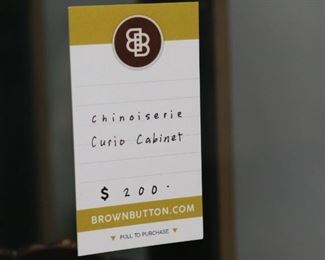 BB
Chinoiserie
Curio Cabinet
$ 200.
BROWNBUTTON.COM
PULL TO PURCHASE